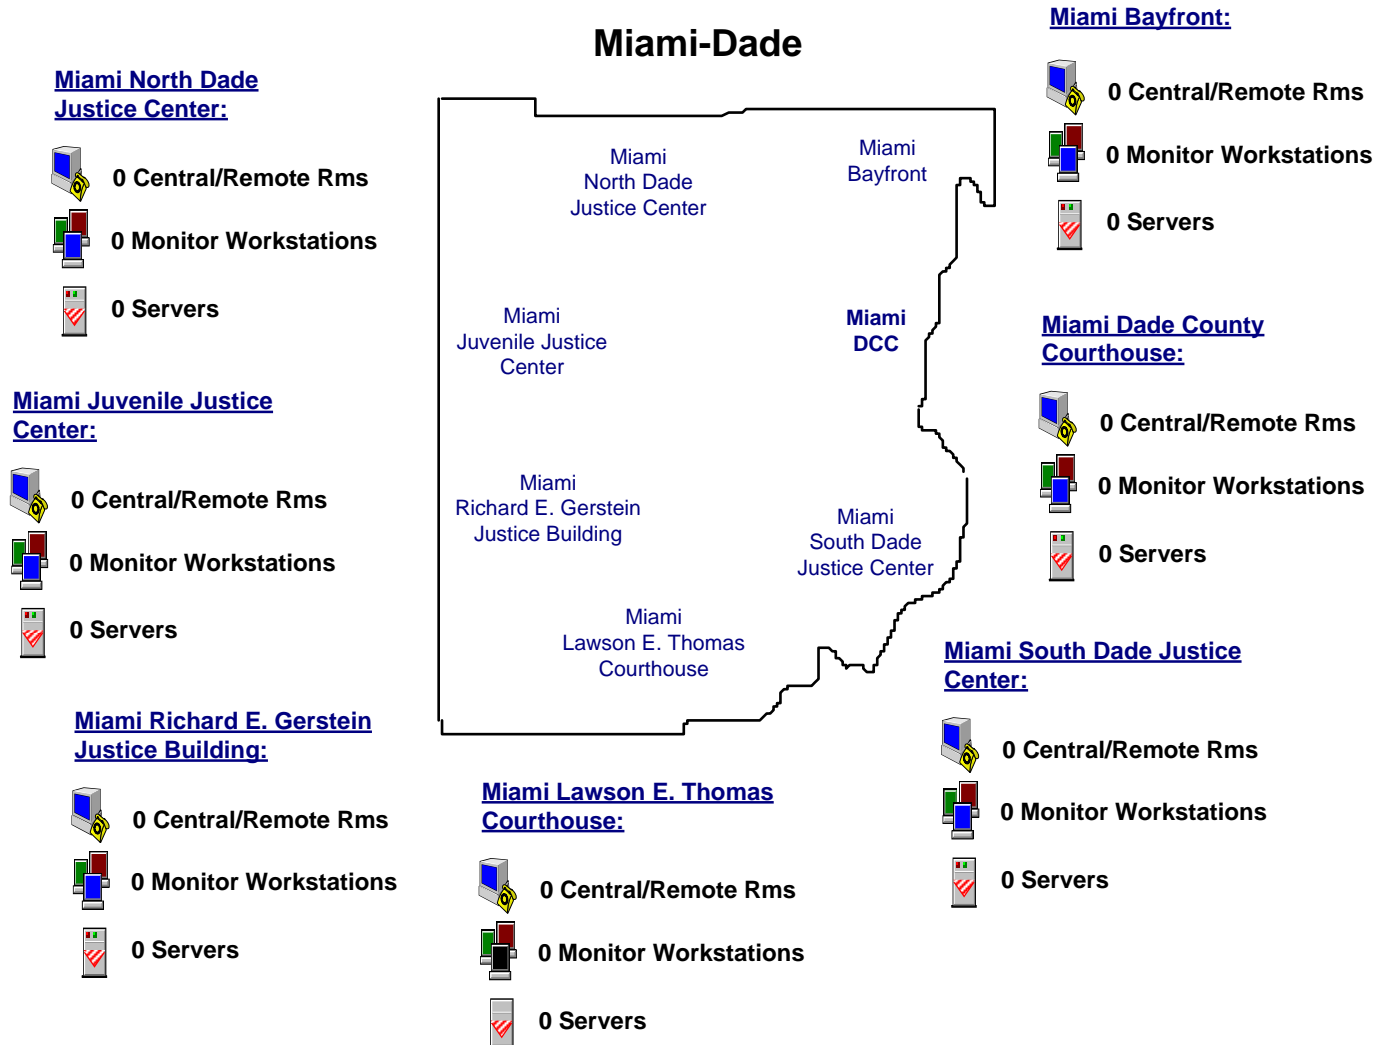 Miami-Dade
Miami North Dade
Justice Center:
0 Central/Remote Rms
0 Monitor Workstations
0 Servers
Miami Juvenile Justice
Center:
0 Central/Remote Rms
0 Monitor Workstations
0 Servers
Miami Richard E. Gerstein
Justice Building:
0 Central/Remote Rms
0 Monitor Workstations
0 Servers
Miami
North Dade
Justice Center
Miami
Bayfront
Miami
Juvenile Justice
Center
Miami
DCC
Miami
Richard E. Gerstein
Justice Building
Miami
South Dade
Justice Center
Miami
Lawson E. Thomas
Courthouse
Miami Lawson E. Thomas
Courthouse:
0 Central/Remote Rms
0 Monitor Workstations
0 Servers
Miami Bayfront:
0 Central/Remote Rms
0 Monitor Workstations
0 Servers
Miami Dade County
Courthouse:
0 Central/Remote Rms
0 Monitor Workstations
0 Servers
Miami South Dade Justice
Center:
0 Central/Remote Rms
0 Monitor Workstations
0 Servers